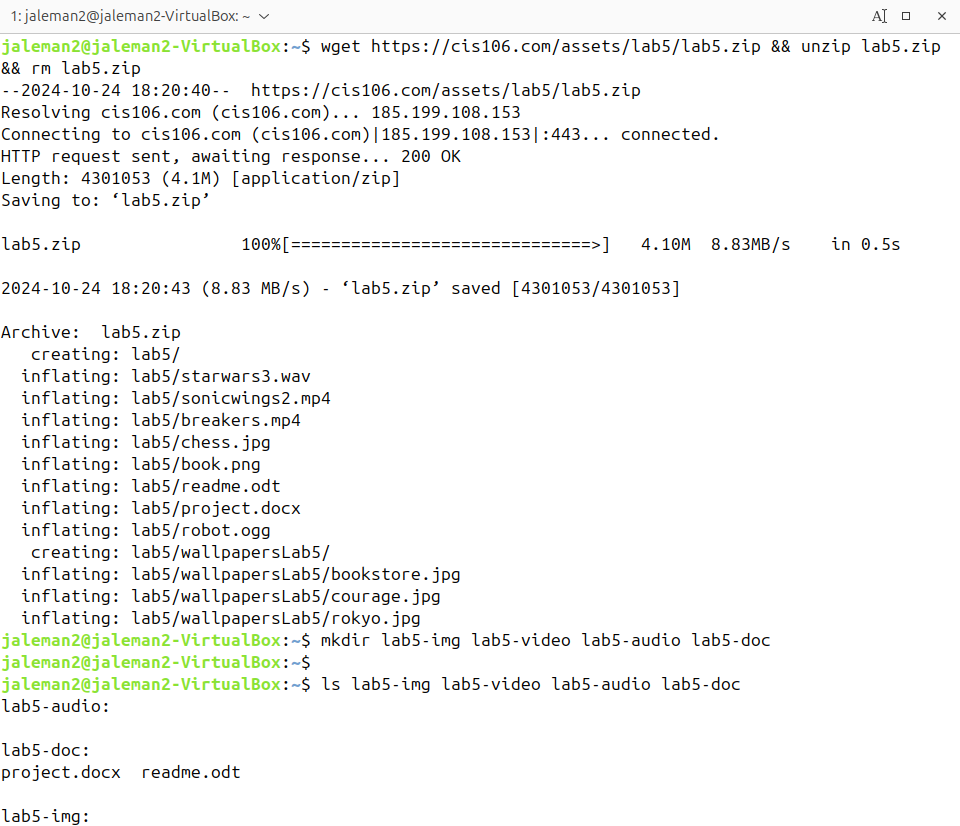 1: jaleman2@jaleman2-VirtualBox: ~
jaleman2@jaleman2-VirtualBox:~$ wget https://cis106.com/assets/lab5/lab5.zip && unzip lab5.zip
&& rm lab5.zip
--2024-10-24 18:20:40--  https://cis106.com/assets/lab5/lab5.zip
Resolving cis106.com (cis106.com)... 185.199.108.153
Connecting to cis106.com (cis106.com)|185.199.108.153|:443... connected.
HTTP request sent, awaiting response... 200 OK
Length: 4301053 (4.1M) [application/zip]
Saving to: ‘lab5.zip’
lab5.zip                100%[==============================>]   4.10M  8.83MB/s    in 0.5s
2024-10-24 18:20:43 (8.83 MB/s) - ‘lab5.zip’ saved [4301053/4301053]
Archive:  lab5.zip
   creating: lab5/
  inflating: lab5/starwars3.wav
  inflating: lab5/sonicwings2.mp4
  inflating: lab5/breakers.mp4
  inflating: lab5/chess.jpg
  inflating: lab5/book.png
  inflating: lab5/readme.odt
  inflating: lab5/project.docx
  inflating: lab5/robot.ogg
   creating: lab5/wallpapersLab5/
  inflating: lab5/wallpapersLab5/bookstore.jpg
  inflating: lab5/wallpapersLab5/courage.jpg
  inflating: lab5/wallpapersLab5/rokyo.jpg
jaleman2@jaleman2-VirtualBox:~$ mkdir lab5-img lab5-video lab5-audio lab5-doc
jaleman2@jaleman2-VirtualBox:~$
jaleman2@jaleman2-VirtualBox:~$ ls lab5-img lab5-video lab5-audio lab5-doc
lab5-audio:
lab5-doc:
project.docx  readme.odt
lab5-img: